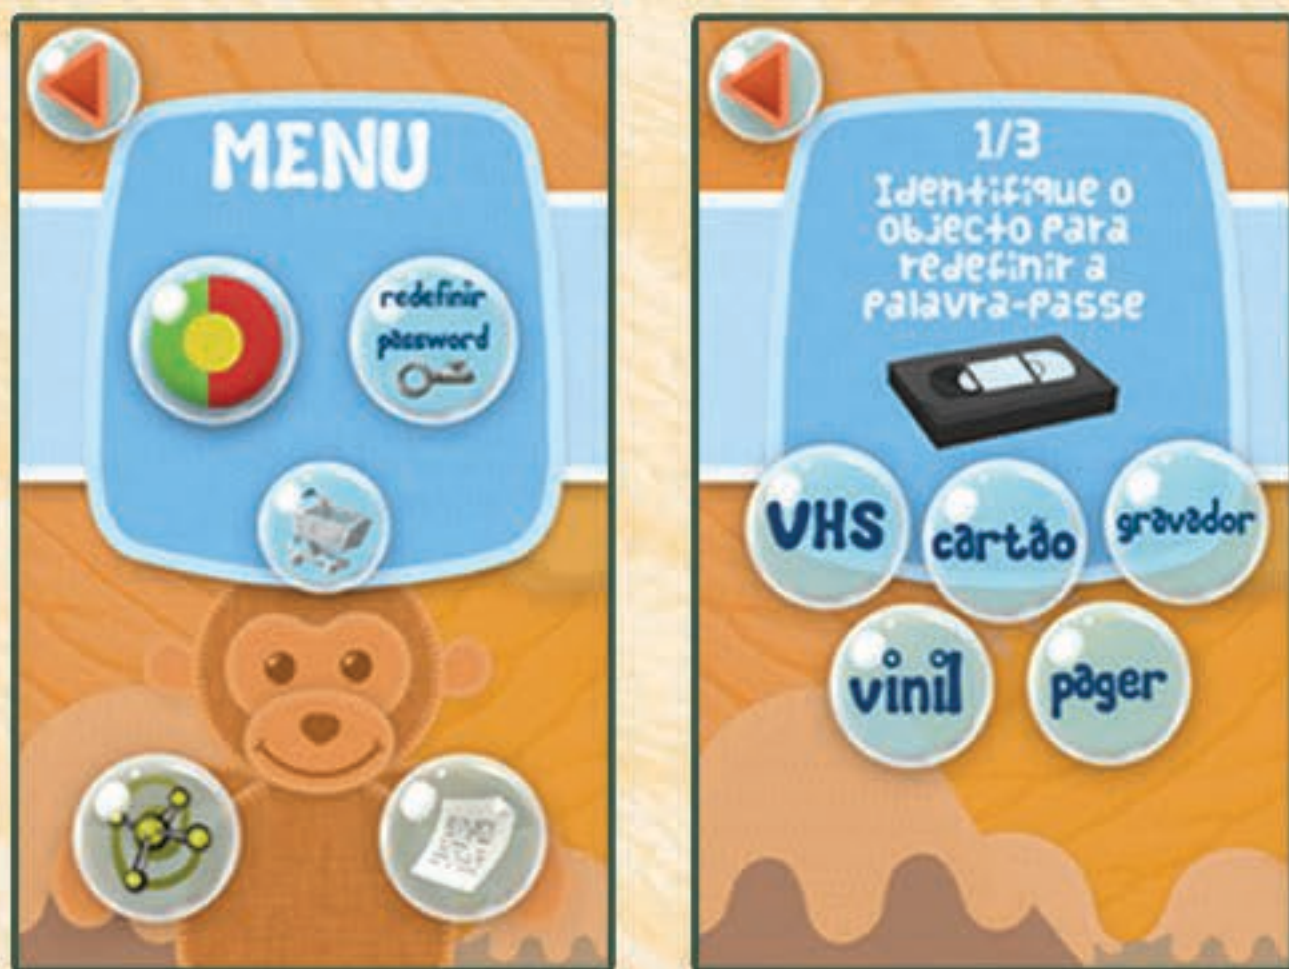 MENU
redefinir
password
1/3
Identifique o
objecto para
redefinir a
palavra-passe
VHS
cartão
gravador
vinil
pager